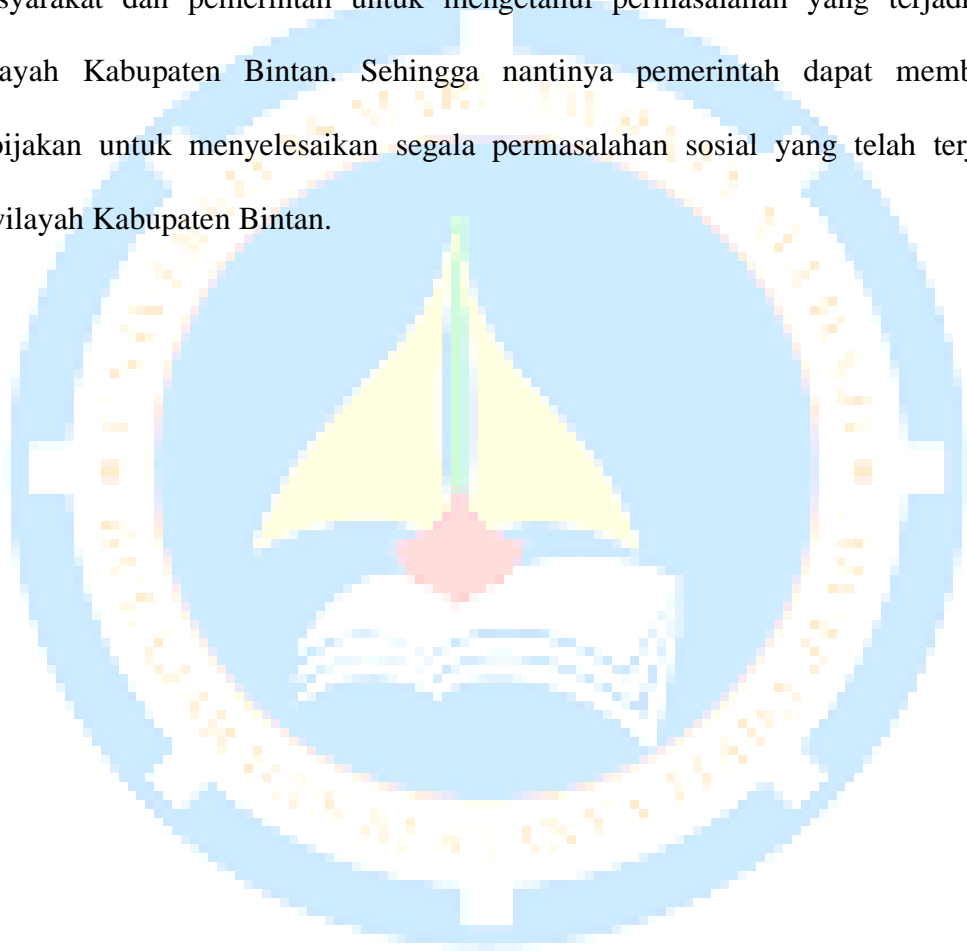 syarakat dan pemerintah untuk mengetahui permasalahan yang terjadi
ayah Kabupaten Bintan. Sehingga nantinya pemerintah dapat memb
bijakan untuk menyelesaikan segala permasalahan sosial yang telah terj
wilayah Kabupaten Bintan.